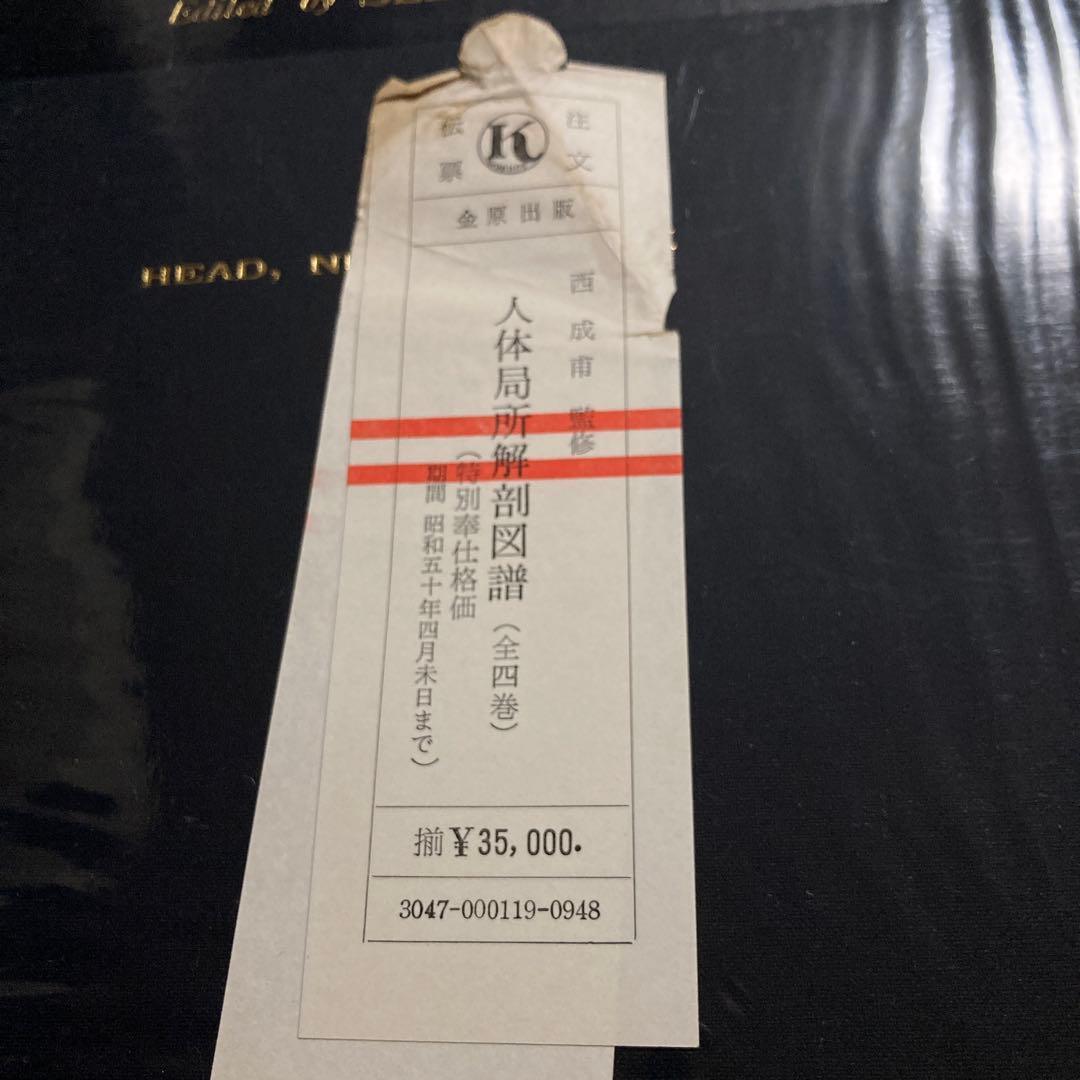 Edited by
HEAD,
注文
伝票
K
金原出版
西成甫 監修
人体局所解剖図譜(全四巻)
(特別奉仕格価
期間 昭和五十年四月末日まで)
揃 ¥35,000.
3047-000119-0948